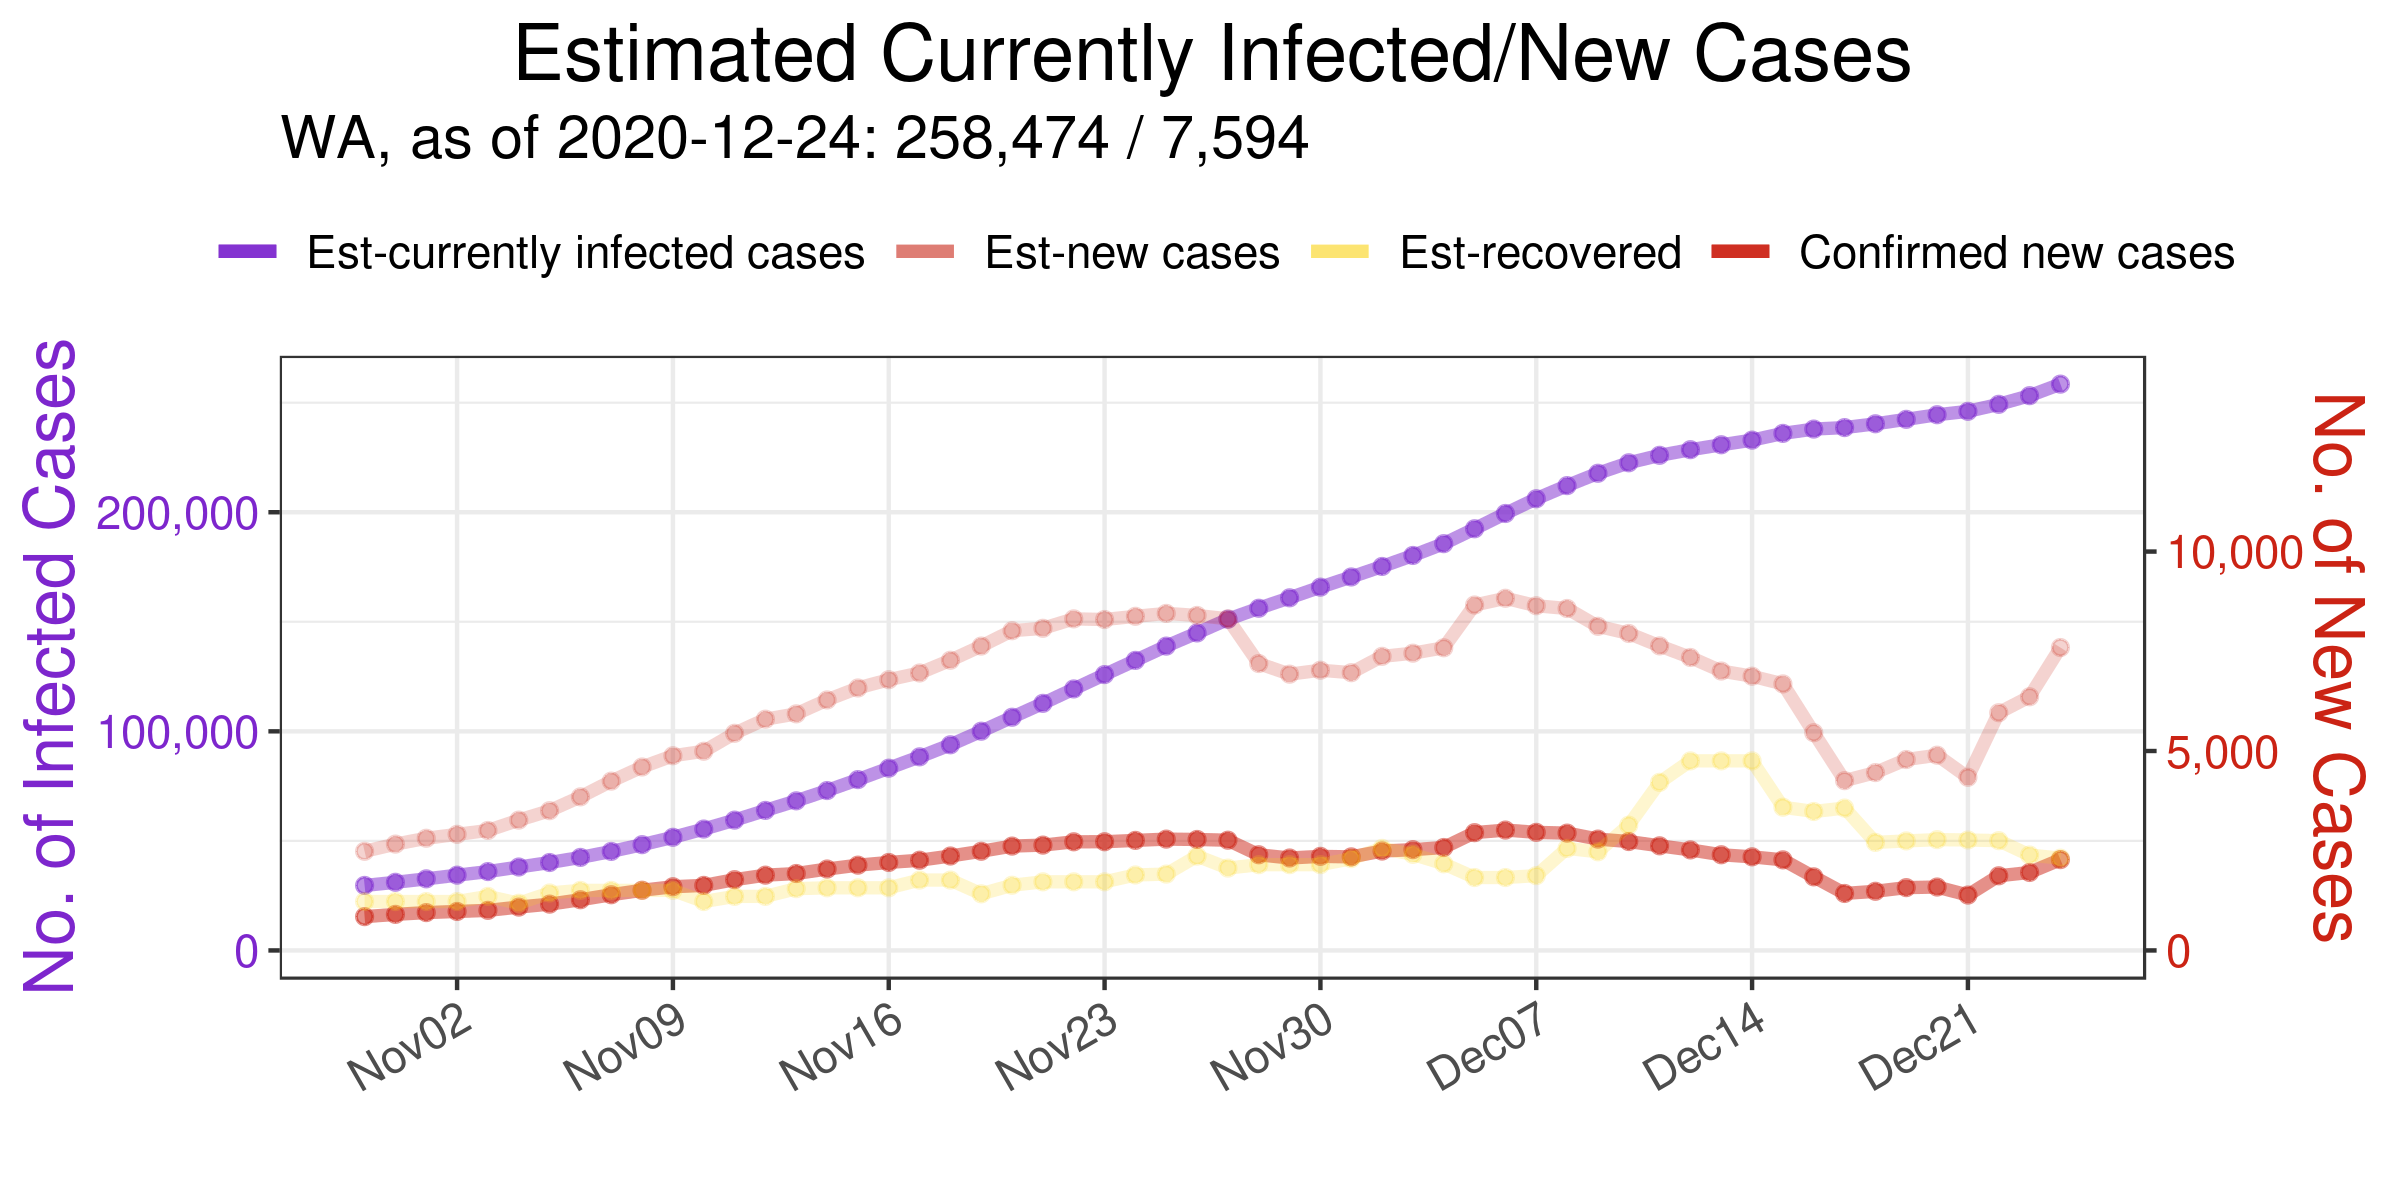 Estimated Currently Infected/New Cases
WA, as of 2020-12-24: 258,474 / 7,594
Est-currently infected cases Est-new cases Est-recovered Confirmed new cases
No. of Infected Cases
200,000
100,000
0
10,000
5,000
0
No. of New Cases
Nov02 Nov09 Nov16 Nov23 Nov30 Dec07 Dec14 Dec21